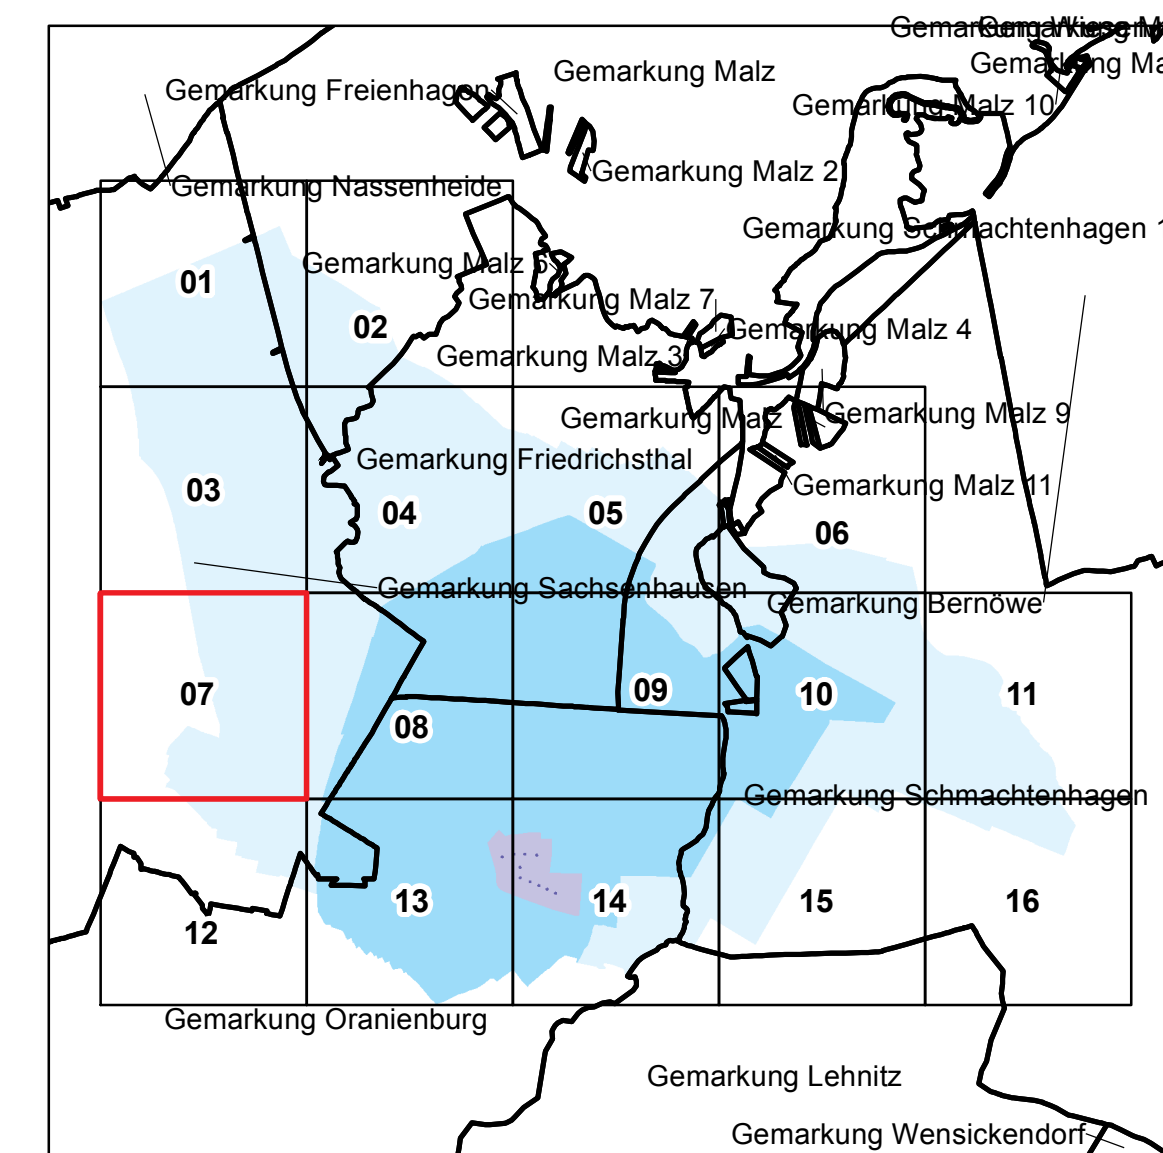 Gemarkung Malz
Gemarkung Freienhagen
Gemarkung Malz 10
Gemarkung Malz 2
Gemarkung Nassenheide
Gemarkung Schmachtenhagen 1
Gemarkung Malz 5
01
Gemarkung Malz 7
02
Gemarkung Malz 4
Gemarkung Malz 3
Gemarkung Malz
Gemarkung Malz 9
Gemarkung Friedrichsthal
03
Gemarkung Malz 11
04
05
06
Gemarkung Sachsenhausen
Gemarkung Bernöwe
07
09
10
11
08
Gemarkung Schmachtenhagen
13
14
15
16
12
Gemarkung Oranienburg
Gemarkung Lehnitz
Gemarkung Wensickendorf